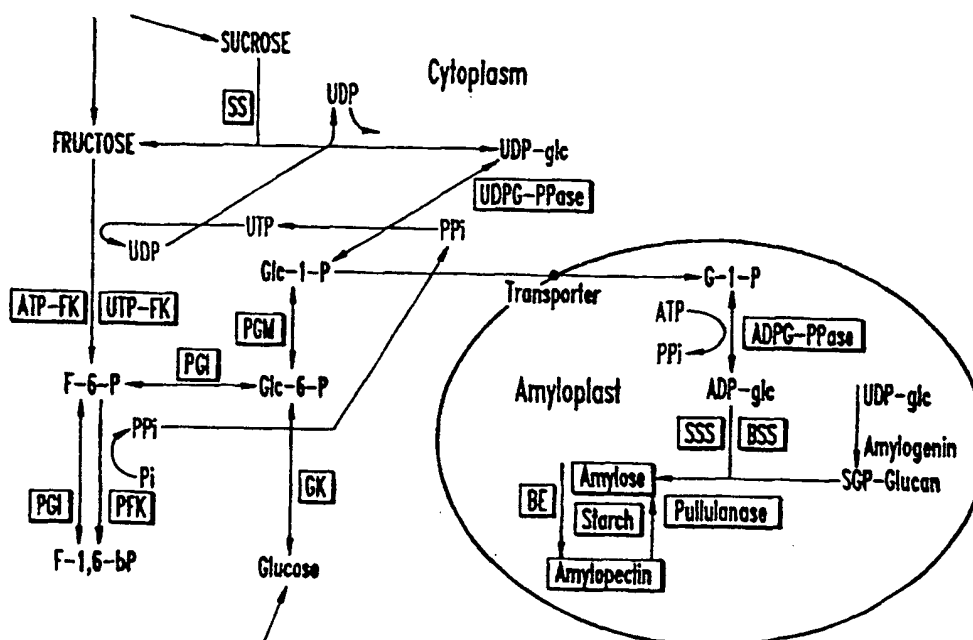 SUCROSE
Cytoplasm
UDP
SS
FRUCTOSE
UDP-glc
UDPG-PPase
UTP
PPi
UDP
Glc-1-P
G-1-P
Transporter
ATP-FK
UTP-FK
ATP
PGM
ADPG-PPase
PPi
PGI
F-6-P
Glc-6-P
Amyloplast
ADP-glc
UDP-glc
PPi
SSS
BSS
Amylogenin
Pi
SGP-Glucan
PGI
PFK
GK
BE
Amylose
Starch
Pullulanase
F-1,6-bP
Glucose
Amylopectin